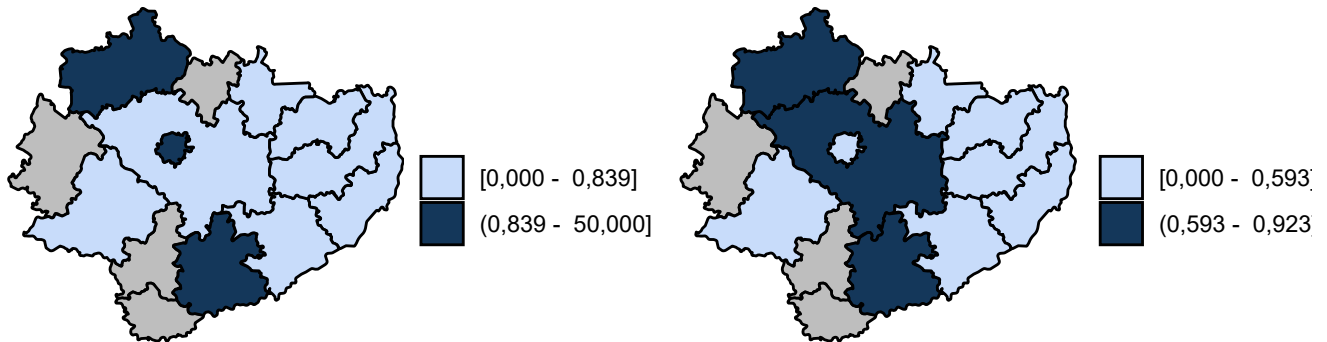 [0,000 - 0,839]
(0,839 - 50,000]
[0,000 - 0,593]
(0,593 - 0,923]